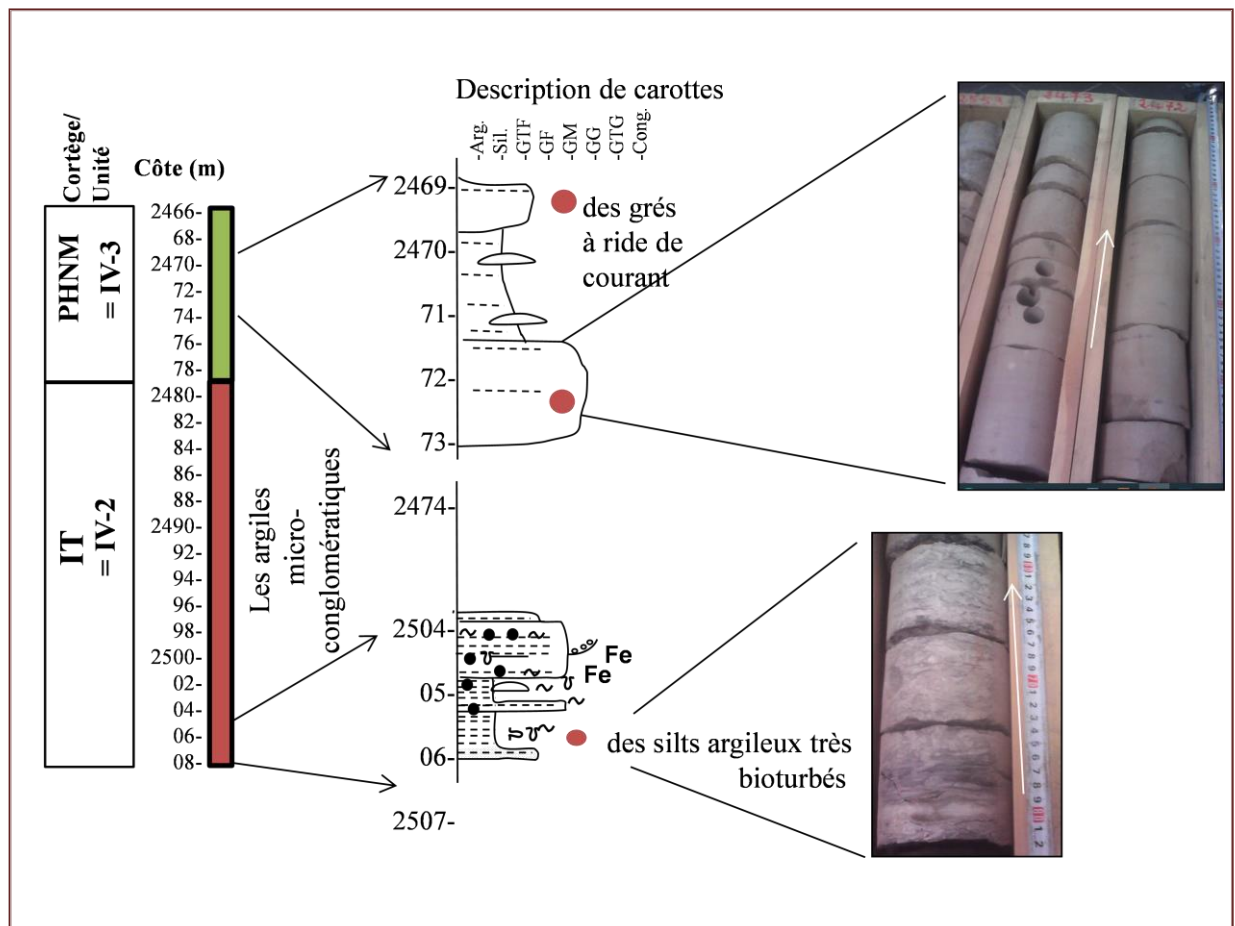 Description de carottes
-Arg.
-Sil.
-GTF
-GF
-GM
-GG
-GTG
-Cong.
Cortège/
Unité
Côte (m)
PHNM
= IV-3
IT
= IV-2
2466-
68-
2470-
72-
74-
76-
78-
2480-
82-
84-
86-
88-
2490-
92-
94-
96-
98-
2500-
02-
04-
06-
08-
Les argiles
micro-
conglomératiques
2469-
2470-
71-
72-
73-
2474-
2504-
05-
06-
2507-
des grés
à ride de
courant
Fe
Fe
des silts argileux très
bioturbés
2473
2472